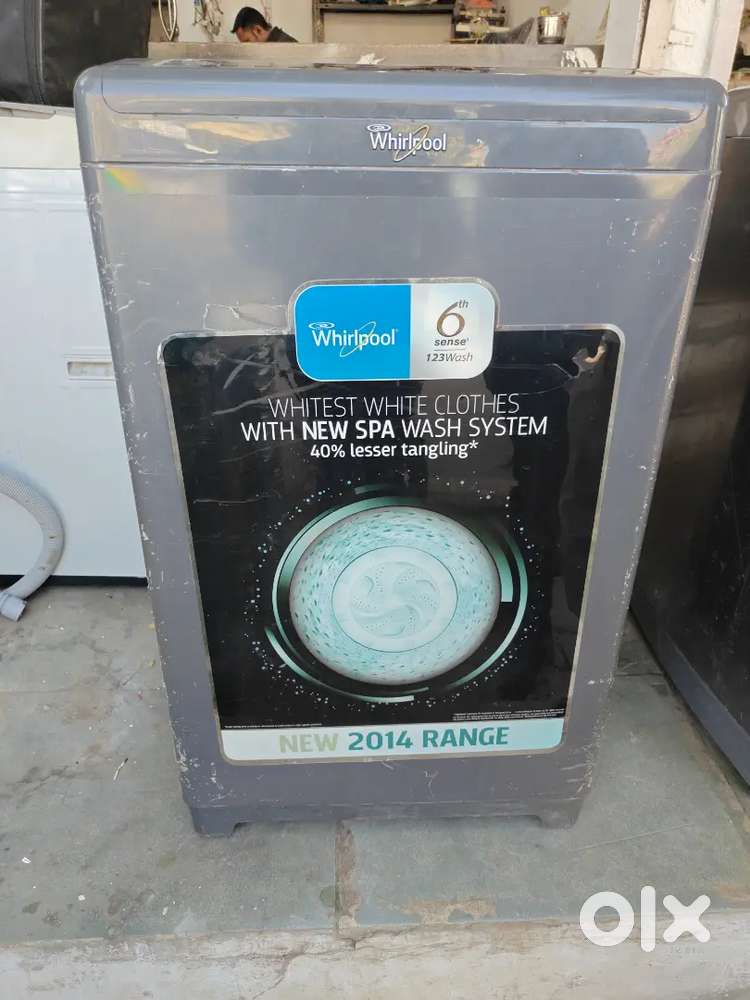 Whirlpool
Whirlpool
6th
sense
123Wash
WHITEST WHITE CLOTHES
WITH NEW SPA WASH SYSTEM
40% lesser tangling*
NEW 2014 RANGE
olx